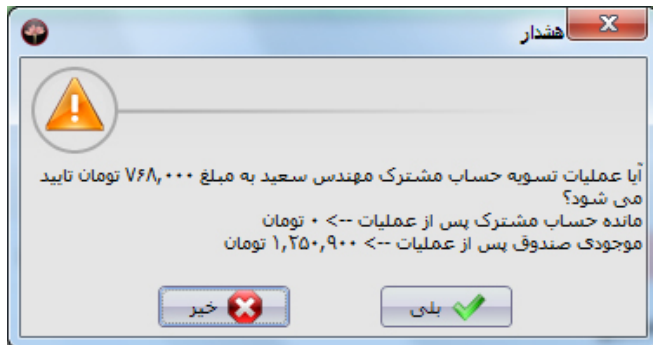 هشدار
آیا عملیات تسویه حساب مشترک مهندس سعید به مبلغ ۷۶۸,۰۰۰ تومان تایید
می شود؟
مانده حساب مشترک پس از عملیات --> ۰ تومان
موجودی صندوق پس از عملیات --> ۱,۲۵۰,۹۰۰ تومان
بلی
خیر